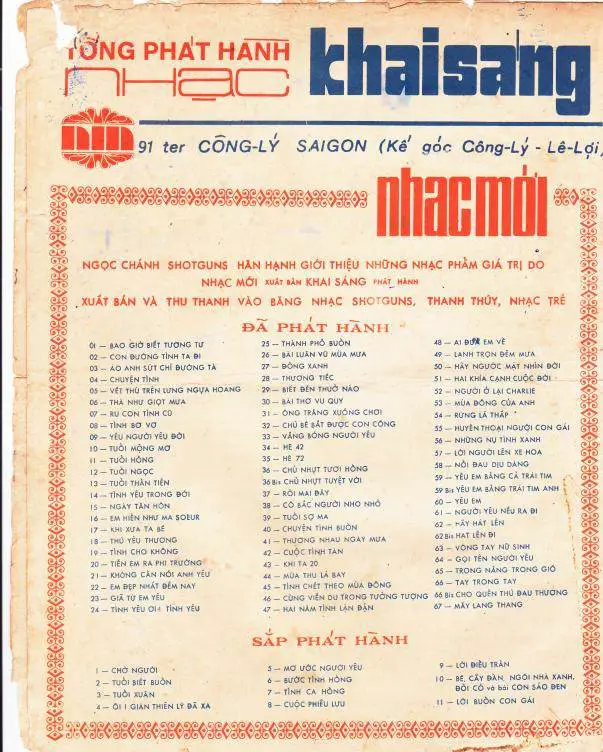 TỔNG PHÁT HÀNH
nhạc khaisáng
nm
91 ter CÔNG-LÝ SAIGON (Kế góc Công-Lý - Lê-Lợi)
nhạcmới
NGỌC CHÁNH SHOTGUNS HÂN HẠNH GIỚI THIỆU NHỮNG NHẠC PHẨM GIÁ TRỊ DO
NHẠC MỚI XUẤT BẢN KHAI SÁNG PHÁT HÀNH
XUẤT BẢN VÀ THU THANH VÀO BĂNG NHẠC SHOTGUNS, THANH THÚY, NHẠC TRẺ
ĐÃ PHÁT HÀNH
01 — BAO GIỜ BIẾT TƯƠNG TƯ
02 — CON ĐƯỜNG TÌNH TA ĐI
03 — ÁO ANH SỨT CHỈ ĐƯỜNG TÀ
04 — CHUYỆN TÌNH
05 — VẾT THÙ TRÊN LƯNG NGỰA HOANG
06 — THÀ NHƯ GIỌT MƯA
07 — RU CON TÌNH CŨ
08 — TÌNH BƠ VƠ
09 — YÊU NGƯỜI YÊU ĐỜI
10 — TUỔI MỘNG MƠ
11 — TUỔI HỒNG
12 — TUỔI NGỌC
13 — TUỔI THẦN TIÊN
14 — TÌNH YÊU TRONG ĐỜI
15 — NGÀY TÂN HÔN
16 — EM HIỀN NHƯ MA SOEUR
17 — KHI XƯA TA BÉ
18 — THÚ YÊU THƯƠNG
19 — TÌNH CHO KHÔNG
20 — TIỄN EM RA PHI TRƯỜNG
21 — KHÔNG CẦN NÓI ANH YÊU
22 — EM ĐẸP NHẤT ĐÊM NAY
23 — GIÃ TỪ EM YÊU
24 — TÌNH YÊU ƠI! TÌNH YÊU
25 — THÀNH PHỐ BUỒN
26 — BÀI LUÂN VŨ MÙA MƯA
27 — ĐÔNG XANH
28 — THƯƠNG TIẾC
29 — BIẾT ĐẾN THUỞ NÀO
30 — BÀI THƠ VU QUY
31 — ÔNG TRĂNG XUỐNG CHƠI
32 — CHÚ BÉ BẮT ĐƯỢC CON CÔNG
33 — VẮNG BÓNG NGƯỜI YÊU
34 — HÈ 42
35 — HÈ 72
36 — CHỦ NHỰT TƯƠI HỒNG
36 Bis CHỦ NHỰT TUYỆT VỜI
37 — RỒI MAI ĐÂY
38 — CÔ BẮC NGƯỜI NHO NHỎ
39 — TUỔI SỢ MA
40 — CHUYỆN TÌNH BUỒN
41 — THƯƠNG NHAU NGÀY MƯA
42 — CUỘC TÌNH TÀN
43 — KHI TA 20
44 — MÙA THU LÁ BAY
45 — TÌNH CHẾT THEO MÙA ĐÔNG
46 — CÙNG VIÊN DU TRONG TƯỞNG TƯỢNG
47 — HAI NĂM TÌNH LẬN ĐẬN
48 — AI ĐƯA EM VỀ
49 — LẠNH TRỌN ĐÊM MƯA
50 — HÃY NGƯỚC MẶT NHÌN ĐỜI
51 — HAI KHÍA CẠNH CUỘC ĐỜI
52 — NGƯỜI Ở LẠI CHARLIE
53 — MÙA ĐÔNG CỦA ANH
54 — RỪNG LÁ THẤP
55 — HUYỀN THOẠI NGƯỜI CON GÁI
56 — NHỮNG NỤ TÌNH XANH
57 — LỜI NGƯỜI LÊN XE HOA
58 — NỖI ĐAU DỊU DÀNG
59 — YÊU EM BẰNG CẢ TRÁI TIM
59 Bis YÊU EM BẰNG TRÁI TIM ANH
60 — YÊU EM
61 — NGƯỜI YÊU NẾU RA ĐI
62 — HÃY HÁT LÊN
62 Bis HÁT LÊN ĐI
63 — VÒNG TAY NỮ SINH
64 — GỌI TÊN NGƯỜI YÊU
65 — TRỌNG NẮNG TRONG GIÓ
66 — TAY TRONG TAY
66 Bis CHO QUÊN THÚ ĐAU THƯƠNG
67 — MÂY LANG THANG
SẮP PHÁT HÀNH
1 — CHỜ NGƯỜI
2 — TUỔI BIẾT BUỒN
3 — TUỔI XUÂN
4 — ÔI! GIÀN THIÊN LÝ ĐÃ XA
5 — MƠ ƯỚC NGƯỜI YÊU
6 — BƯỚC TÌNH HỒNG
7 — TÌNH CA HỒNG
8 — CUỘC PHIÊU LƯU
9 — LỜI ĐIỀU TRẦN
10 — BẺ, CÂY ĐÀN, NGÔI NHÀ XANH,
ĐỒI CỎ và bài CON SÁO ĐEN
11 — LỜI BUỒN CON GÁI